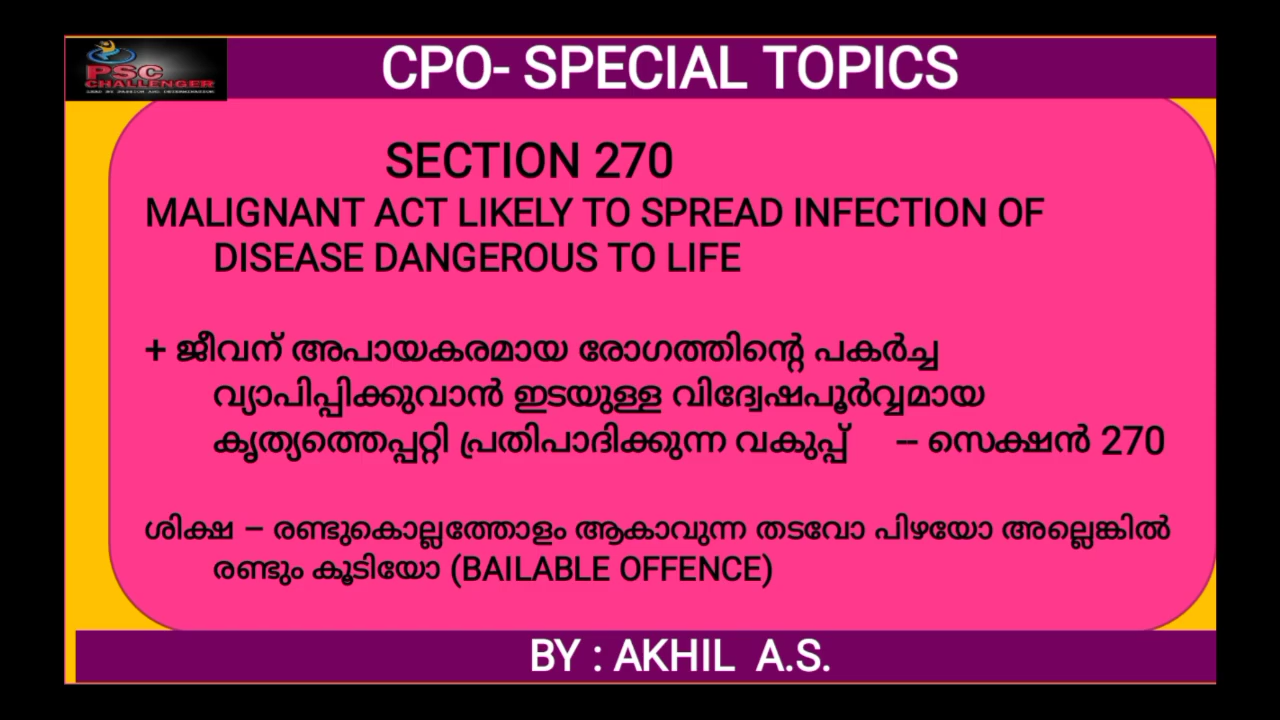 PSC
CHALLENGER
CPO- SPECIAL TOPICS
SECTION 270
MALIGNANT ACT LIKELY TO SPREAD INFECTION OF
DISEASE DANGEROUS TO LIFE
+ ജീവന് അപായകരമായ രോഗത്തിന്റെ പകർച്ച
വ്യാപിപ്പിക്കുവാൻ ഇടയുള്ള വിദ്വേഷപൂർവ്വമായ
കൃത്യത്തെപ്പറ്റി പ്രതിപാദിക്കുന്ന വകുപ്പ് -- സെക്ഷൻ 270
ശിക്ഷ – രണ്ടുകൊല്ലത്തോളം ആകാവുന്ന തടവോ പിഴയോ അല്ലെങ്കിൽ
രണ്ടും കൂടിയോ (BAILABLE OFFENCE)
BY : AKHIL A.S.